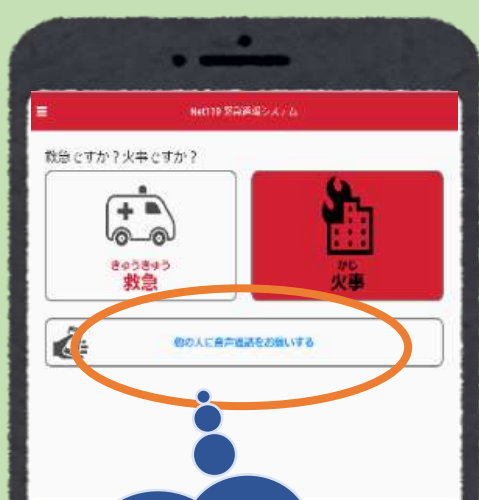 Net119 緊急通報システム
救急ですか？火事ですか？
きゅうきゅう
救急
かじ
火事
他の人に音声通話をお願いする